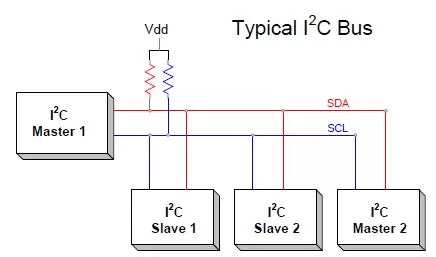 Typical I²C Bus
Vdd
SDA
I²C
Master 1
SCL
I²C
Slave 1
I²C
Slave 2
I²C
Master 2